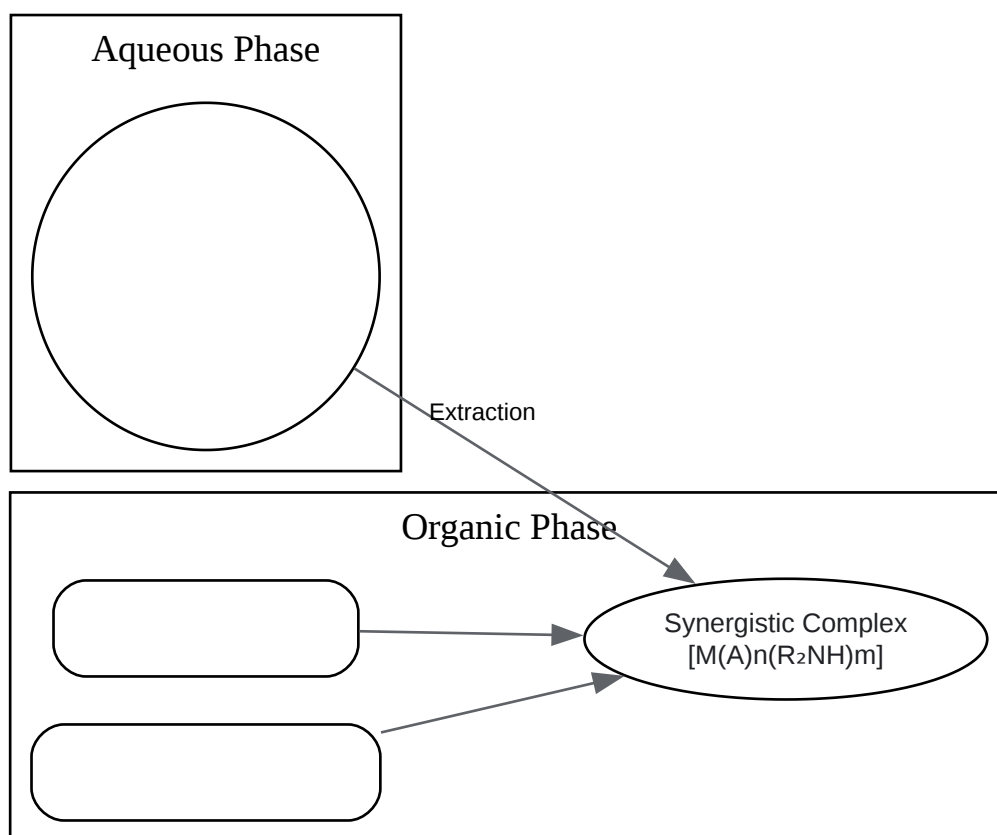 Aqueous Phase
Extraction
Organic Phase
Synergistic Complex
[M(A)n(R₂NH)m]